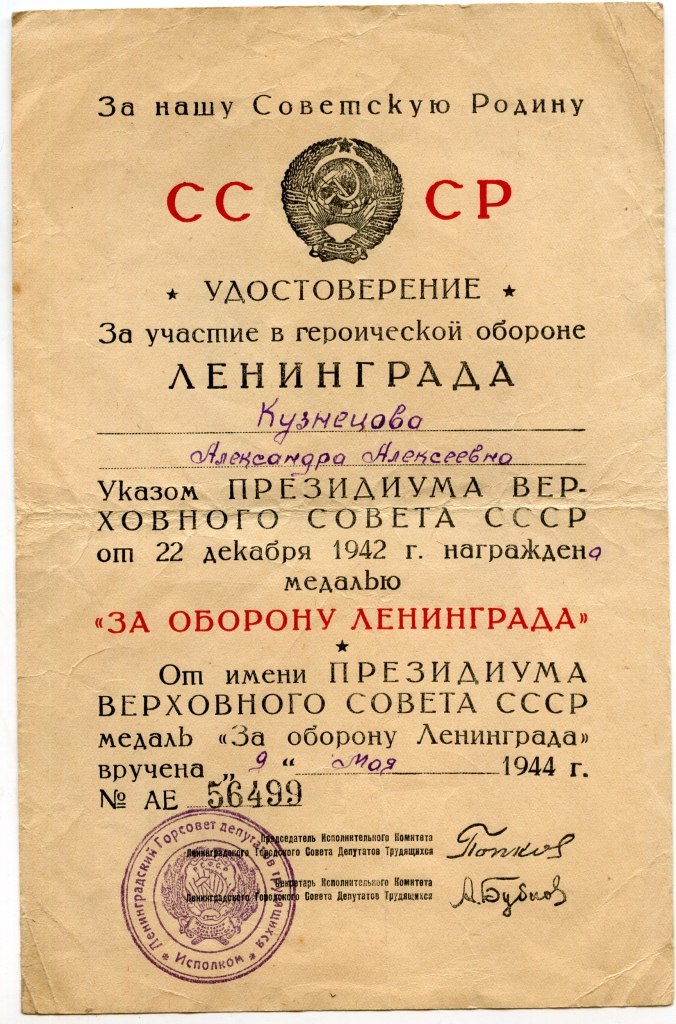 За нашу Советскую Родину
СССР
УДОСТОВЕРЕНИЕ
За участие в героической обороне
ЛЕНИНГРАДА
Кузнецова
Александра Алексеевна
Указом ПРЕЗИДИУМА ВЕР-
ХОВНОГО СОВЕТА СССР
от 22 декабря 1942 г. награждена
медалью
«ЗА ОБОРОНУ ЛЕНИНГРАДА»
От имени ПРЕЗИДИУМА
ВЕРХОВНОГО СОВЕТА СССР
медаль «За оборону Ленинграда»
вручена „9“ мая 1944 г.
№ АЕ 56499
Председатель Исполнительного Комитета
Ленинградского Городского Совета Депутатов Трудящихся
Попков
Секретарь Исполнительного Комитета
Ленинградского Городского Совета Депутатов Трудящихся
А. Бубнов
Ленинградский Горсовет депутатов трудящихся
Исполком